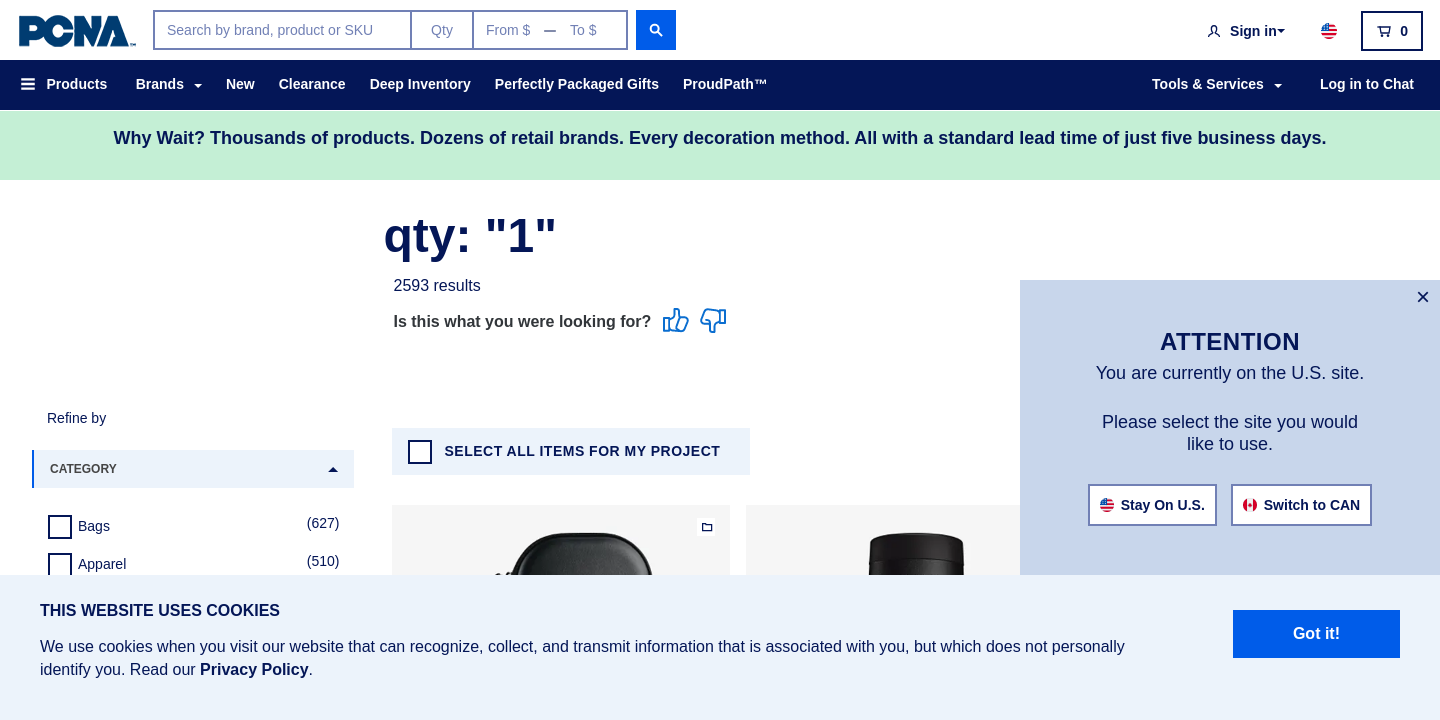 PCNA™ Search by brand, product or SKU Qty From $ — To $ Sign in 0
Products Brands New Clearance Deep Inventory Perfectly Packaged Gifts ProudPath™ Tools & Services Log in to Chat
Why Wait? Thousands of products. Dozens of retail brands. Every decoration method. All with a standard lead time of just five business days.
qty: "1"
2593 results
Is this what you were looking for?
×
ATTENTION
You are currently on the U.S. site.
Please select the site you would
like to use.
Stay On U.S. Switch to CAN
Refine by
CATEGORY
Bags (627)
Apparel (510)
SELECT ALL ITEMS FOR MY PROJECT
THIS WEBSITE USES COOKIES
We use cookies when you visit our website that can recognize, collect, and transmit information that is associated with you, but which does not personally
identify you. Read our Privacy Policy.
Got it!